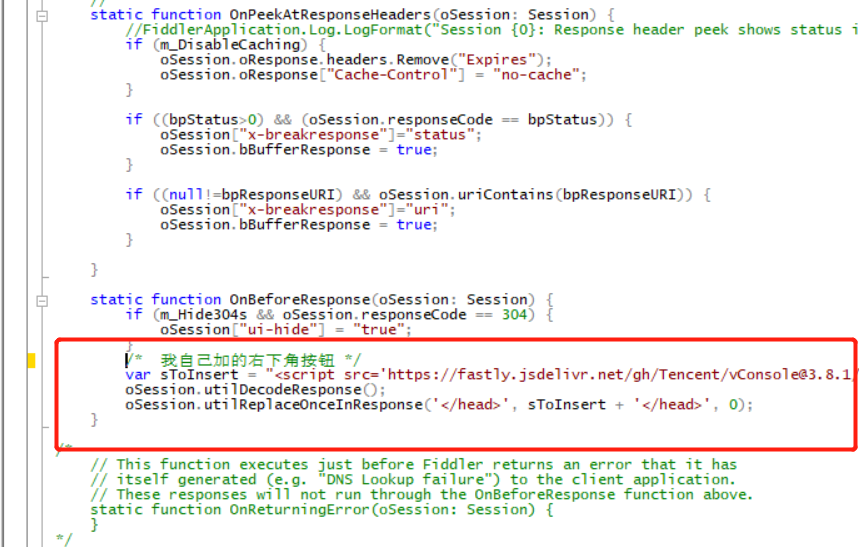 //
static function OnPeekAtResponseHeaders(oSession: Session) {
//FiddlerApplication.Log.LogFormat("Session {0}: Response header peek shows status i
if (m_DisableCaching) {
oSession.oResponse.headers.Remove("Expires");
oSession.oResponse["Cache-Control"] = "no-cache";
}
if ((bpStatus>0) && (oSession.responseCode == bpStatus)) {
oSession["x-breakresponse"]="status";
oSession.bBufferResponse = true;
}
if ((null!=bpResponseURI) && oSession.uriContains(bpResponseURI)) {
oSession["x-breakresponse"]="uri";
oSession.bBufferResponse = true;
}
}
static function OnBeforeResponse(oSession: Session) {
if (m_Hide304s && oSession.responseCode == 304) {
oSession["ui-hide"] = "true";
}
/* 我自己加的右下角按钮 */
var sToInsert = "<script src='https://fastly.jsdelivr.net/gh/Tencent/vConsole@3.8.1/
oSession.utilDecodeResponse();
oSession.utilReplaceOnceInResponse('</head>', sToInsert + '</head>', 0);
}
/*
// This function executes just before Fiddler returns an error that it has
// itself generated (e.g. "DNS Lookup failure") to the client application.
// These responses will not run through the OnBeforeResponse function above.
static function OnReturningError(oSession: Session) {
}
*/